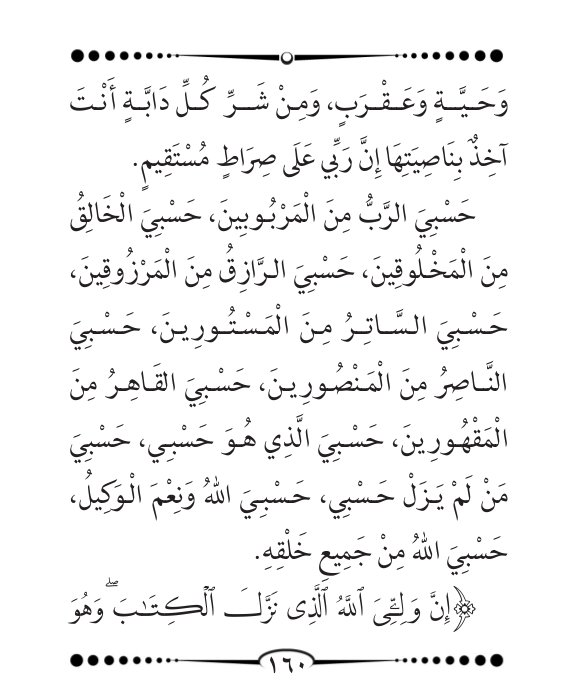 وَحَيَّةٍ وَعَقْرَبٍ، وَمِنْ شَرِّ كُلِّ دَابَّةٍ أَنْتَ
آخِذٌ بِنَاصِيَتِهَا إِنَّ رَبِّي عَلَى صِرَاطٍ مُسْتَقِيمٍ.
حَسْبِيَ الرَّبُّ مِنَ الْمَرْبُوبِينَ، حَسْبِيَ الْخَالِقُ
مِنَ الْمَخْلُوقِينَ، حَسْبِيَ الرَّازِقُ مِنَ الْمَرْزُوقِينَ،
حَسْبِيَ السَّاتِرُ مِنَ الْمَسْتُورِينَ، حَسْبِيَ
النَّاصِرُ مِنَ الْمَنْصُورِينَ، حَسْبِيَ القَاهِرُ مِنَ
الْمَقْهُورِينَ، حَسْبِيَ الَّذِي هُوَ حَسْبِي، حَسْبِيَ
مَنْ لَمْ يَزَلْ حَسْبِي، حَسْبِيَ اللهُ وَنِعْمَ الْوَكِيلُ،
حَسْبِيَ اللهُ مِنْ جَمِيعِ خَلْقِهِ.
﴿إِنَّ وَلِـِّۧىَ ٱللَّهُ ٱلَّذِى نَزَّلَ ٱلْكِتَـٰبَ ۖ وَهُوَ
١٦٠